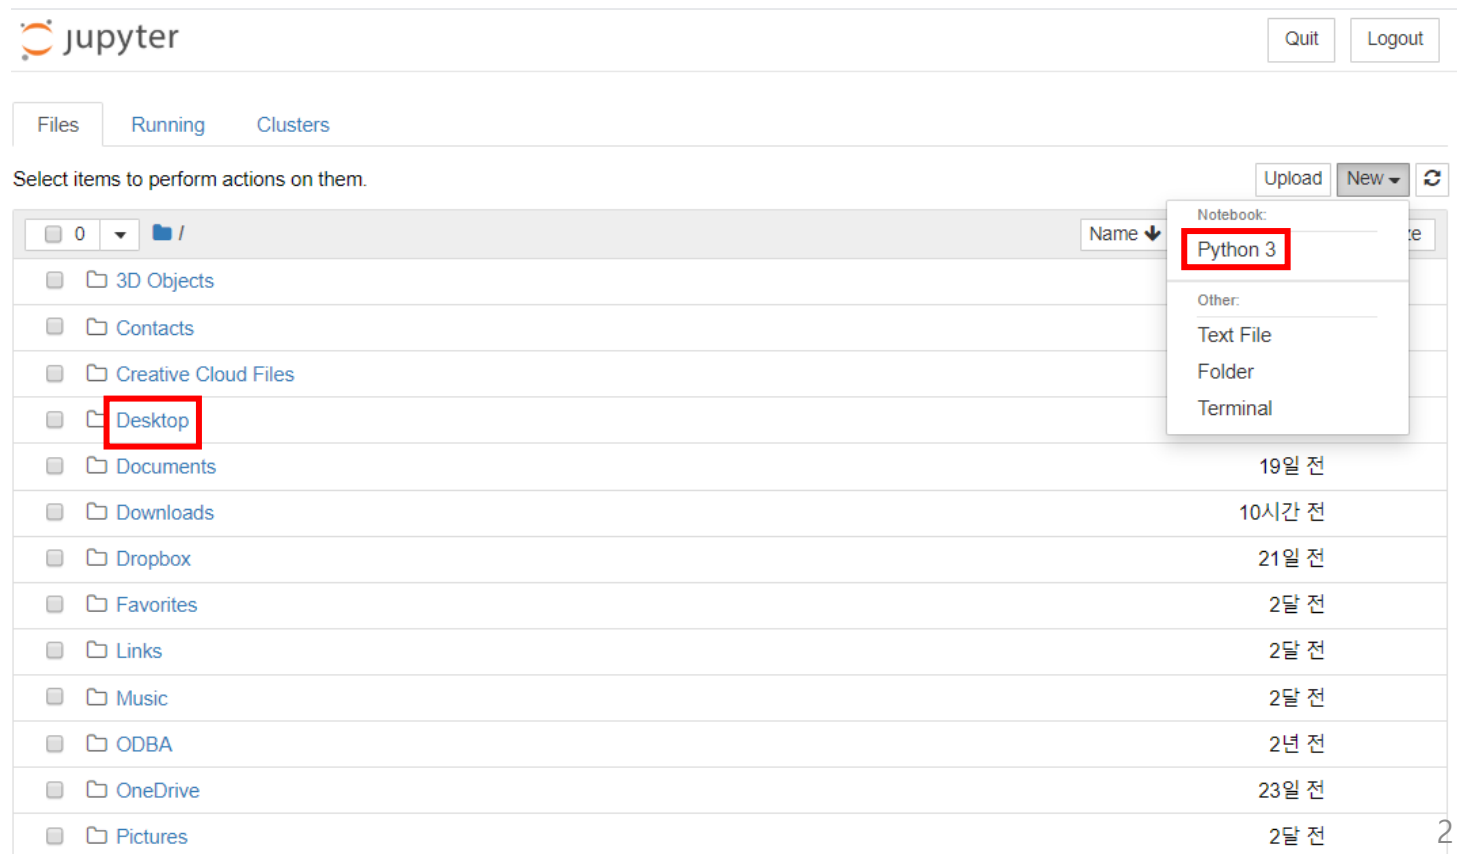 jupyter
Quit Logout
Files Running Clusters
Select items to perform actions on them.
Upload New
0 / Name
Notebook:
Python 3
Other:
Text File
Folder
Terminal
3D Objects
Contacts
Creative Cloud Files
Desktop
Documents 19일 전
Downloads 10시간 전
Dropbox 21일 전
Favorites 2달 전
Links 2달 전
Music 2달 전
ODBA 2년 전
OneDrive 23일 전
Pictures 2달 전
2